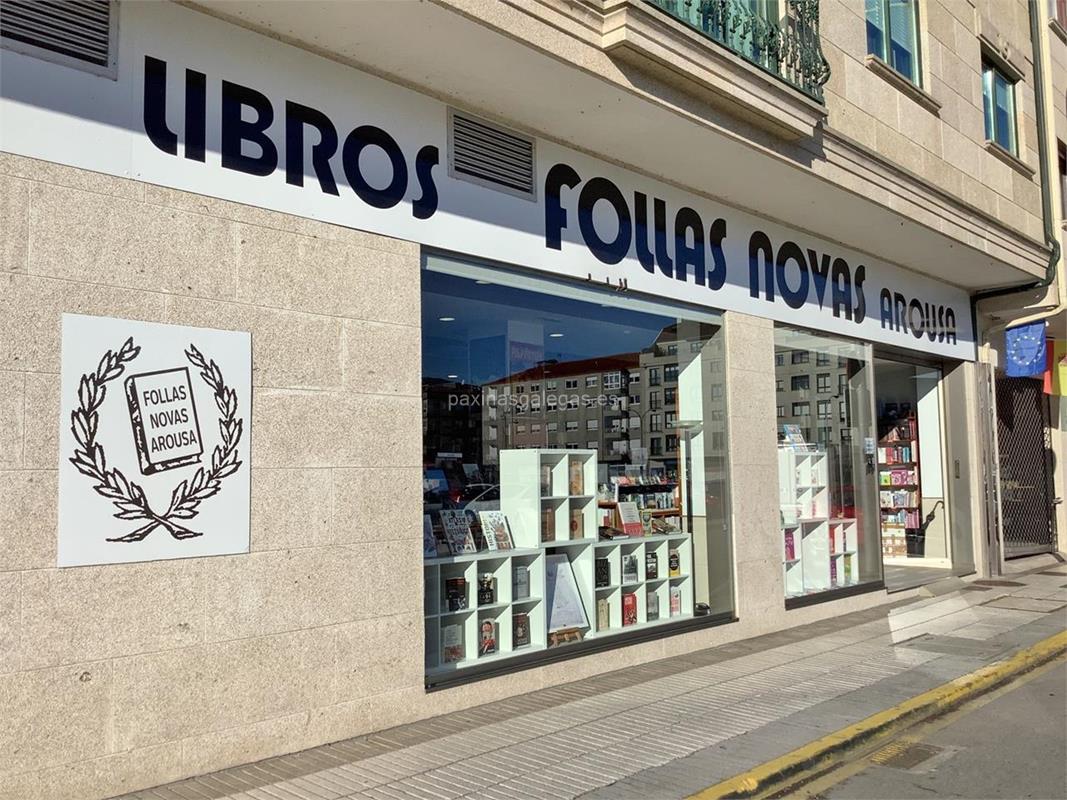 LIBROS FOLLAS NOVAS AROUSA
FOLLAS
NOVAS
AROUSA
paxinasgalegas.es